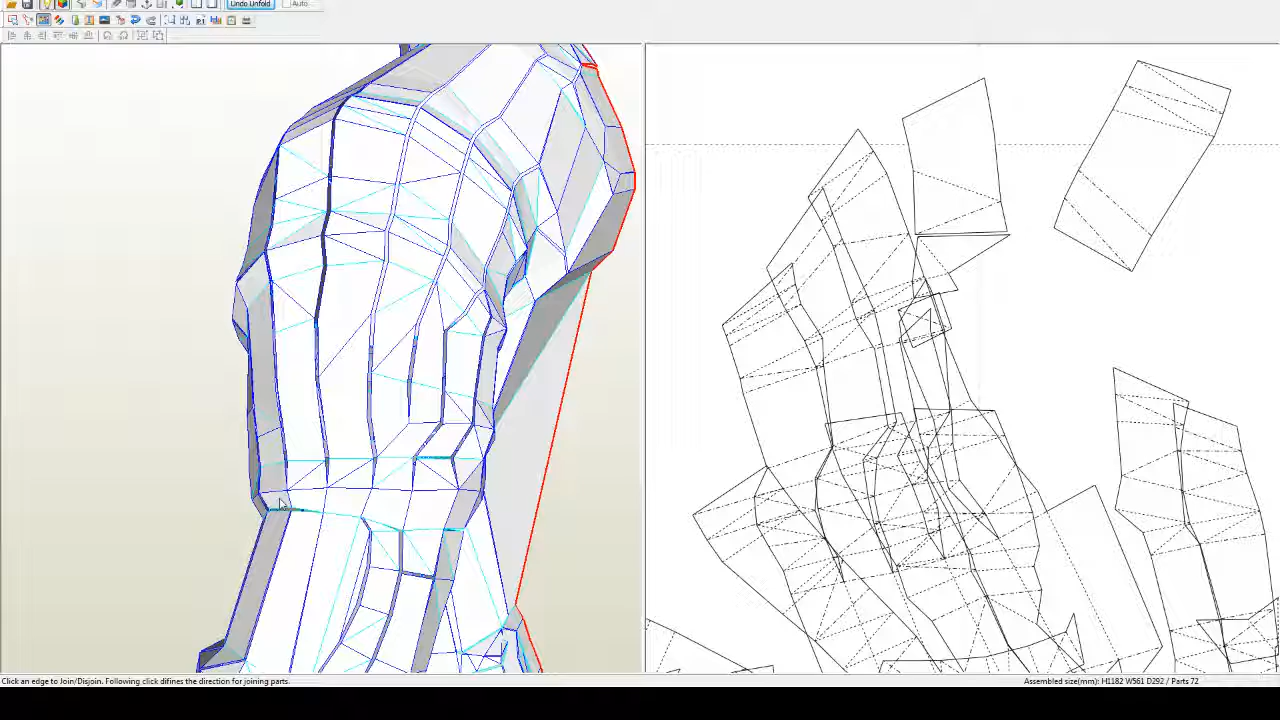 Undo Unfold Auto...
Click an edge to Join/Disjoin. Following click difines the direction for joining parts.
Assembled size(mm): H1182 W561 D292 / Parts 72